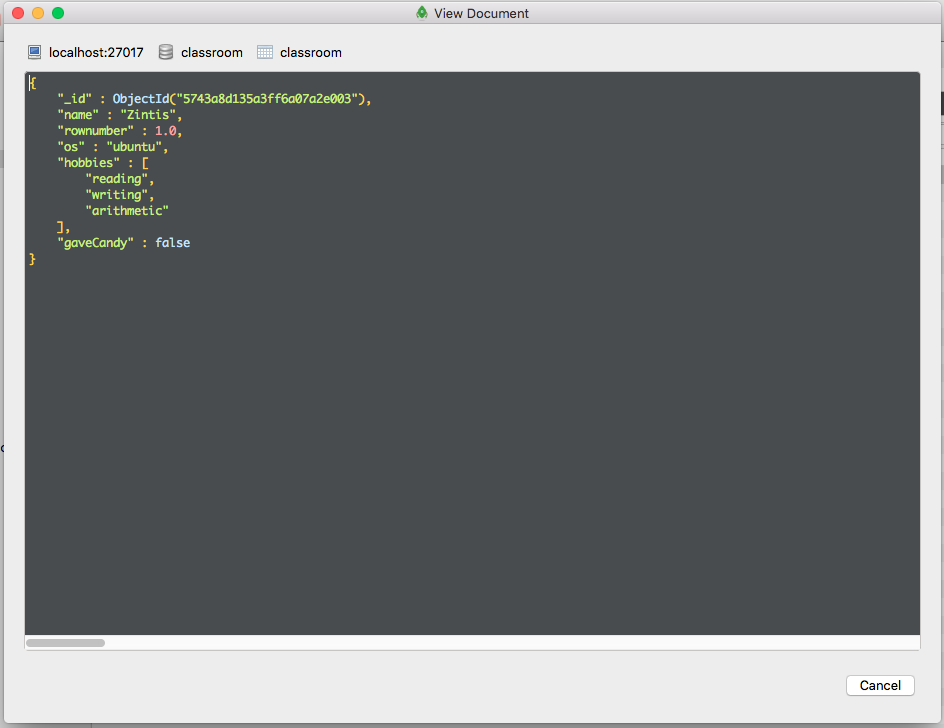 View Document
localhost:27017 classroom classroom
{
    "_id" : ObjectId("5743a8d135a3ff6a07a2e003"),
    "name" : "Zintis",
    "rownumber" : 1.0,
    "os" : "ubuntu",
    "hobbies" : [
        "reading",
        "writing",
        "arithmetic"
    ],
    "gaveCandy" : false
}
Cancel